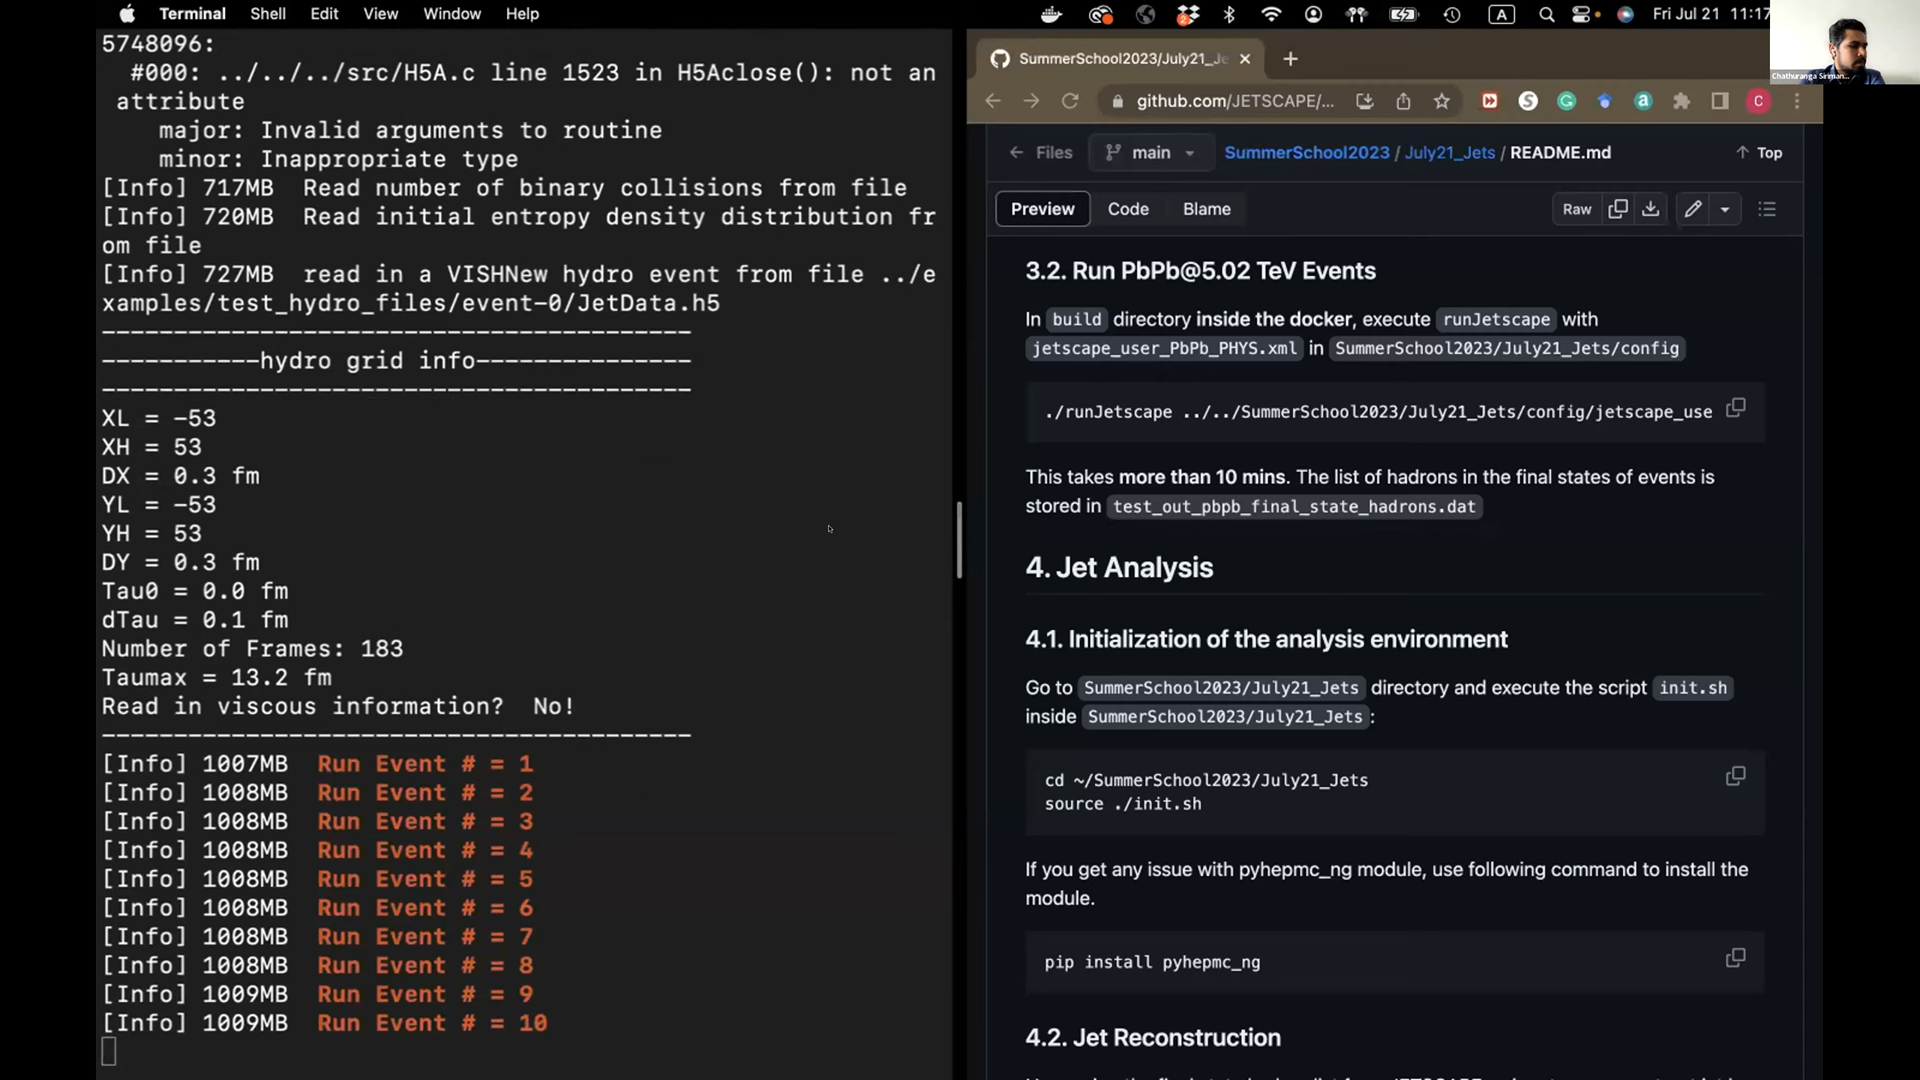 Terminal Shell Edit View Window Help
Fri Jul 21 11:17
5748096:
#000: ../../../src/H5A.c line 1523 in H5Aclose(): not an
attribute
major: Invalid arguments to routine
minor: Inappropriate type
[Info] 717MB Read number of binary collisions from file
[Info] 720MB Read initial entropy density distribution fr
om file
[Info] 727MB read in a VISHNew hydro event from file ../e
xamples/test_hydro_files/event-0/JetData.h5
-----------------------------------------
-----------hydro grid info---------------
-----------------------------------------
XL = -53
XH = 53
DX = 0.3 fm
YL = -53
YH = 53
DY = 0.3 fm
Tau0 = 0.0 fm
dTau = 0.1 fm
Number of Frames: 183
Taumax = 13.2 fm
Read in viscous information? No!
-----------------------------------------
[Info] 1007MB Run Event # = 1
[Info] 1008MB Run Event # = 2
[Info] 1008MB Run Event # = 3
[Info] 1008MB Run Event # = 4
[Info] 1008MB Run Event # = 5
[Info] 1008MB Run Event # = 6
[Info] 1008MB Run Event # = 7
[Info] 1008MB Run Event # = 8
[Info] 1009MB Run Event # = 9
[Info] 1009MB Run Event # = 10
SummerSchool2023/July21_Je
github.com/JETSCAPE/...
Files main SummerSchool2023 / July21_Jets / README.md Top
Preview Code Blame Raw
3.2. Run PbPb@5.02 TeV Events
In build directory inside the docker, execute runJetscape with
jetscape_user_PbPb_PHYS.xml in SummerSchool2023/July21_Jets/config
./runJetscape ../../SummerSchool2023/July21_Jets/config/jetscape_use
This takes more than 10 mins. The list of hadrons in the final states of events is
stored in test_out_pbpb_final_state_hadrons.dat
4. Jet Analysis
4.1. Initialization of the analysis environment
Go to SummerSchool2023/July21_Jets directory and execute the script init.sh
inside SummerSchool2023/July21_Jets:
cd ~/SummerSchool2023/July21_Jets
source ./init.sh
If you get any issue with pyhepmc_ng module, use following command to install the
module.
pip install pyhepmc_ng
4.2. Jet Reconstruction
Chathuranga Siriman...